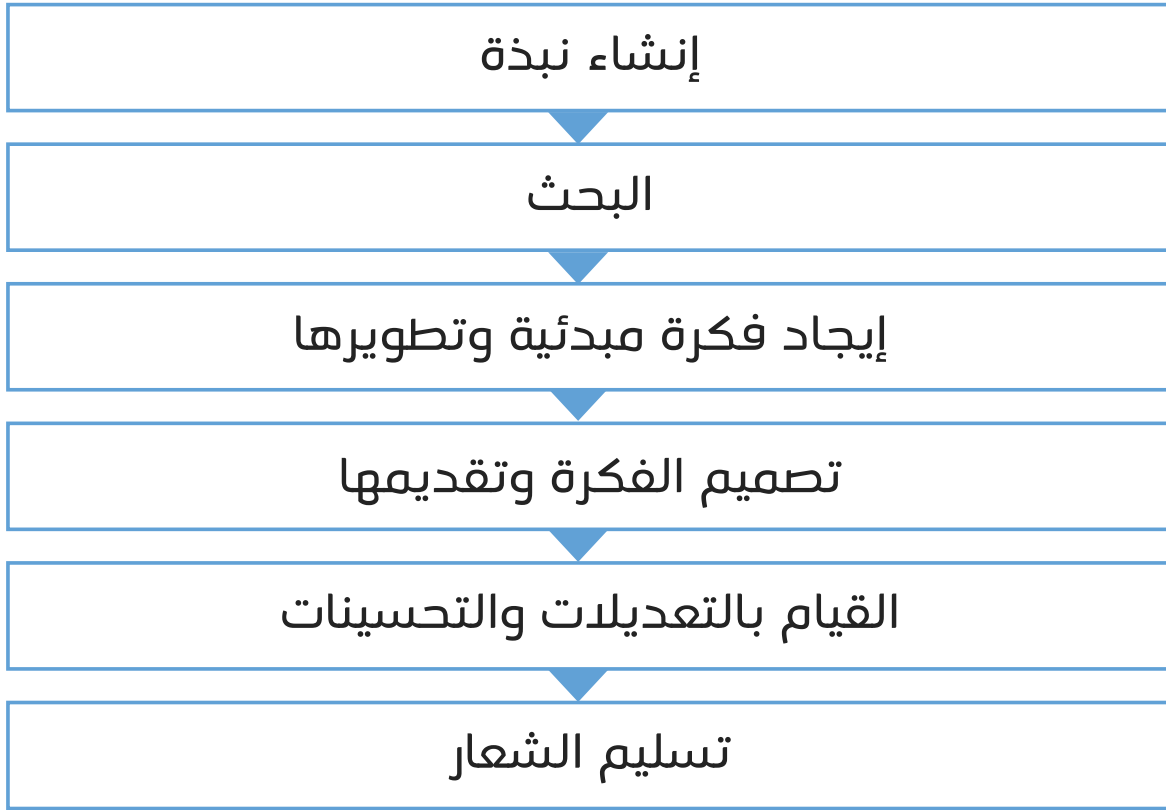 إنشاء نبذة
البحث
إيجاد فكرة مبدئية وتطويرها
تصميم الفكرة وتقديمها
القيام بالتعديلات والتحسينات
تسليم الشعار